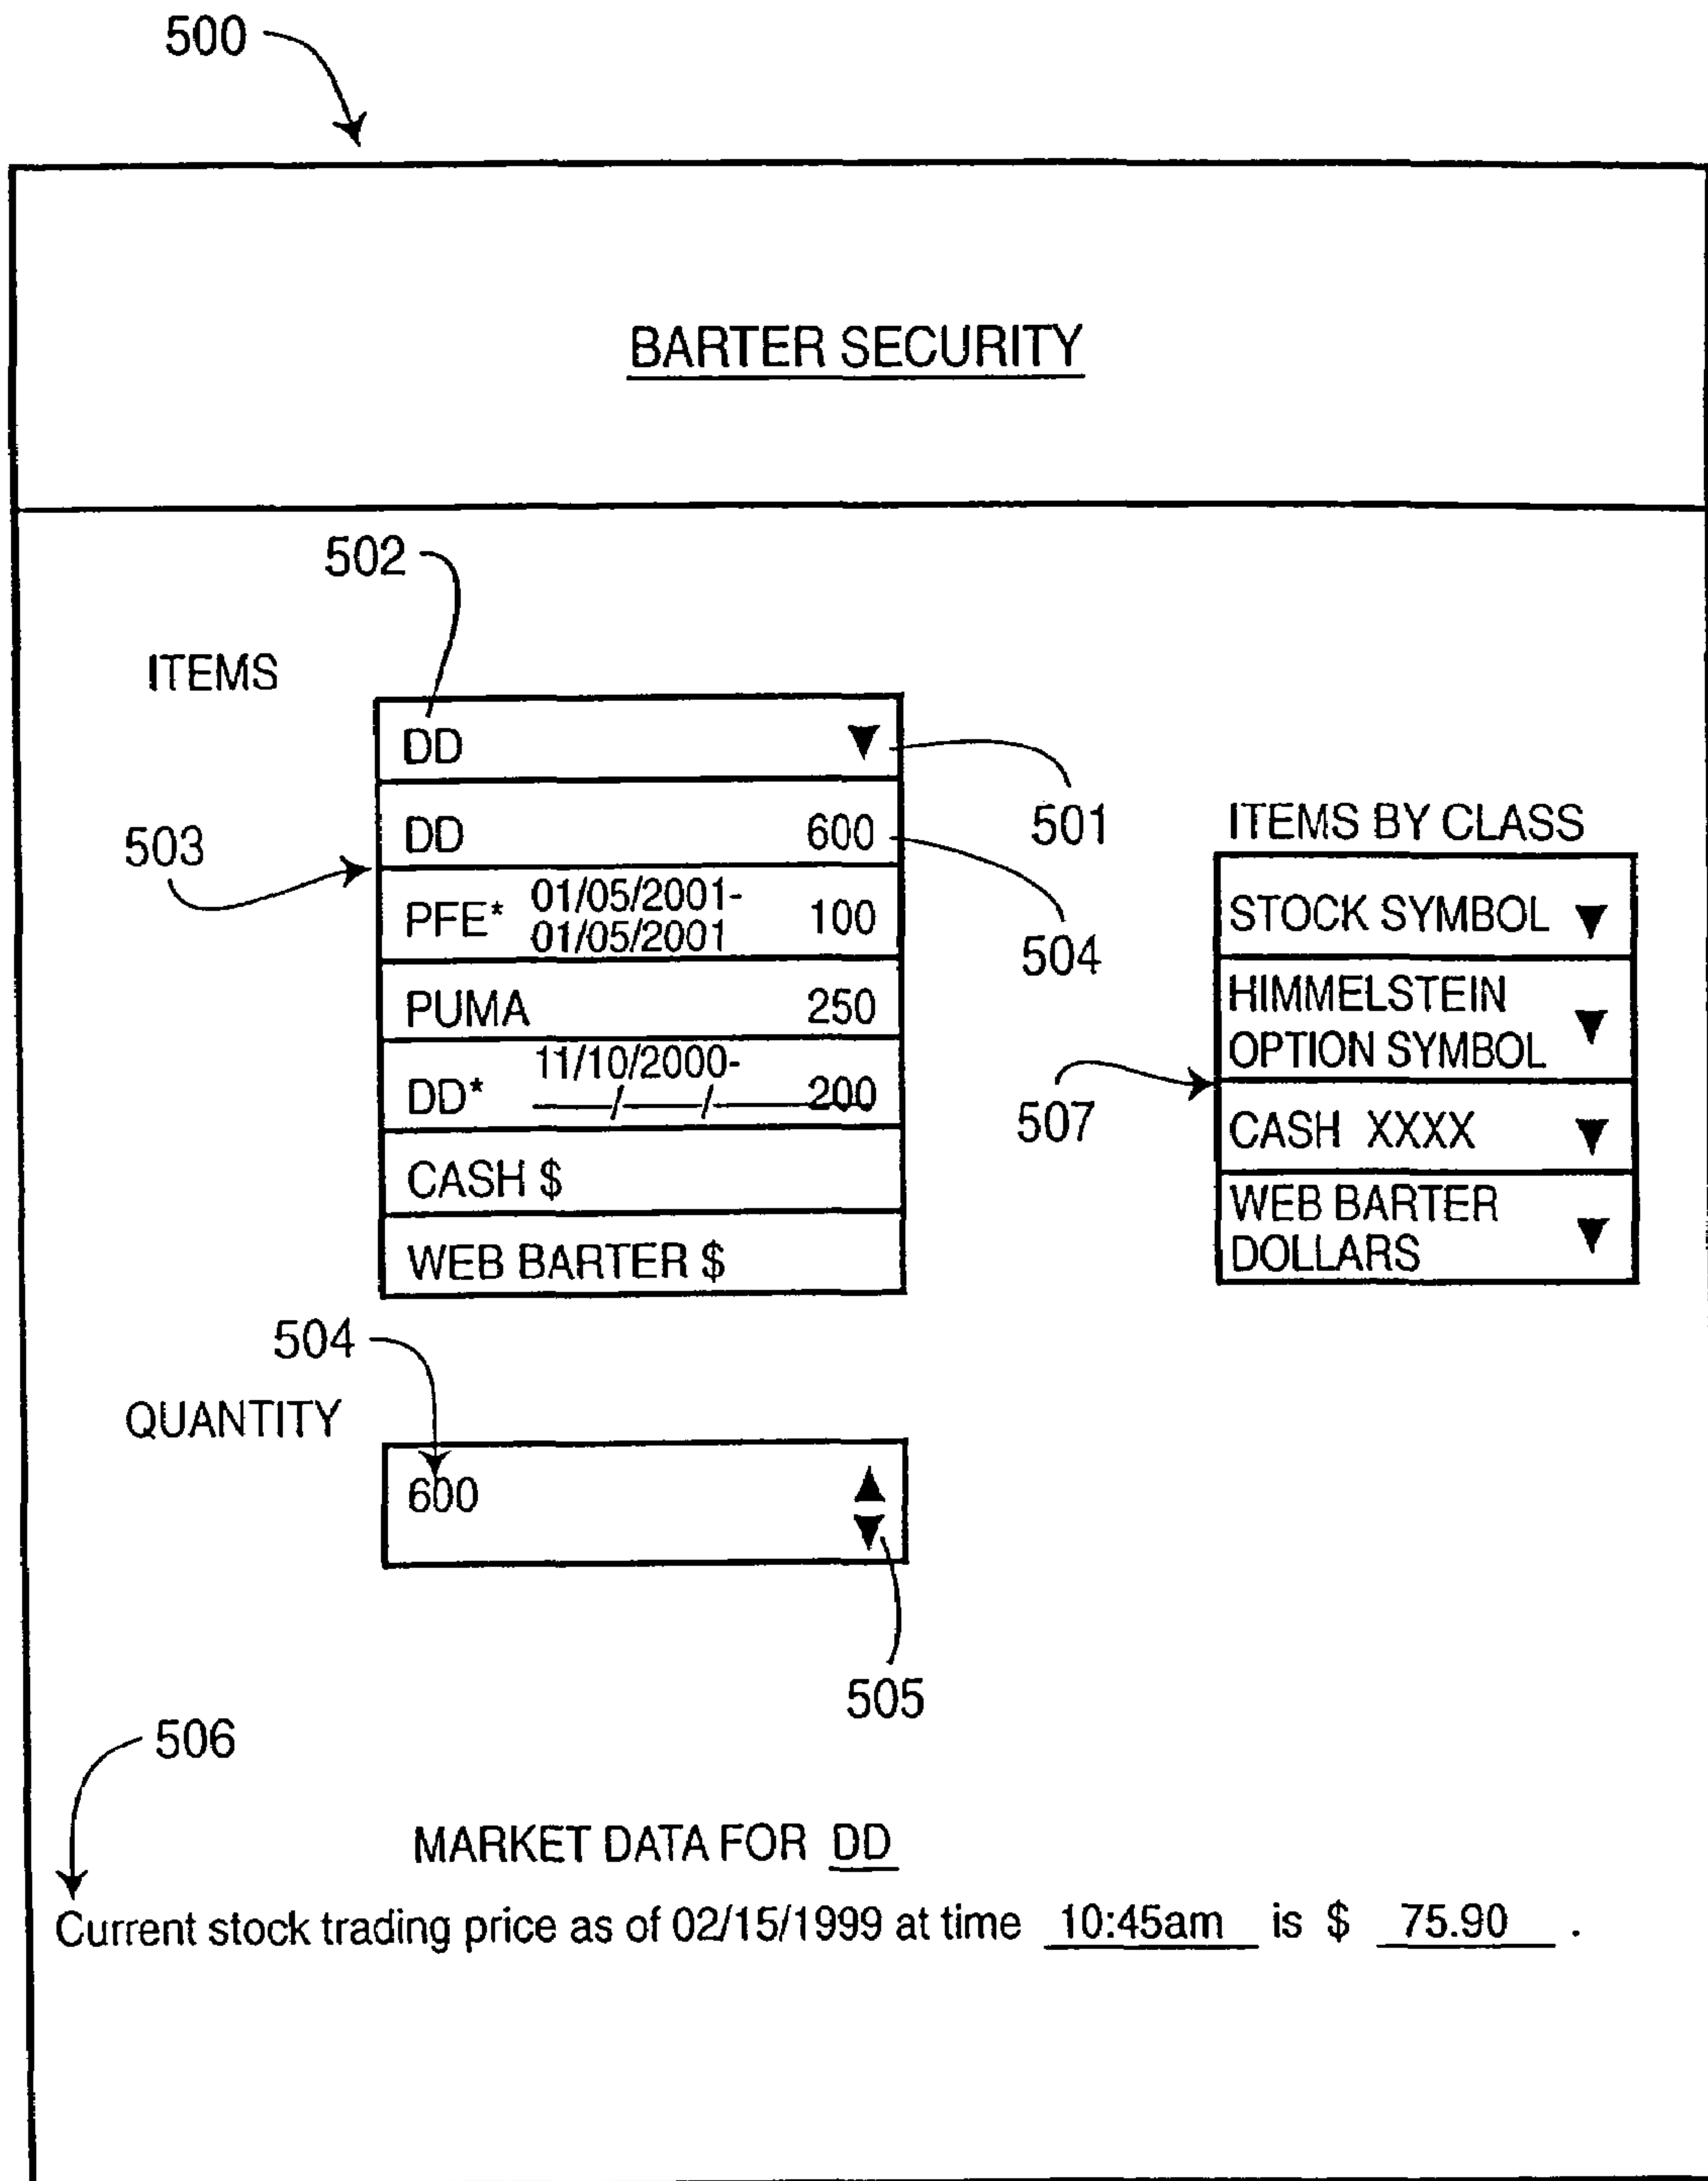 500
BARTER SECURITY
502
ITEMS
DD
501
DD 600
504
503
PFE* 01/05/2001-
01/05/2001 100
PUMA 250
DD* 11/10/2000-
__/__/____ 200
CASH $
WEB BARTER $
ITEMS BY CLASS
STOCK SYMBOL
HIMMELSTEIN
OPTION SYMBOL
507
CASH XXXX
WEB BARTER
DOLLARS
504
QUANTITY
600
505
506
MARKET DATA FOR DD
Current stock trading price as of 02/15/1999 at time 10:45am is $ 75.90 .